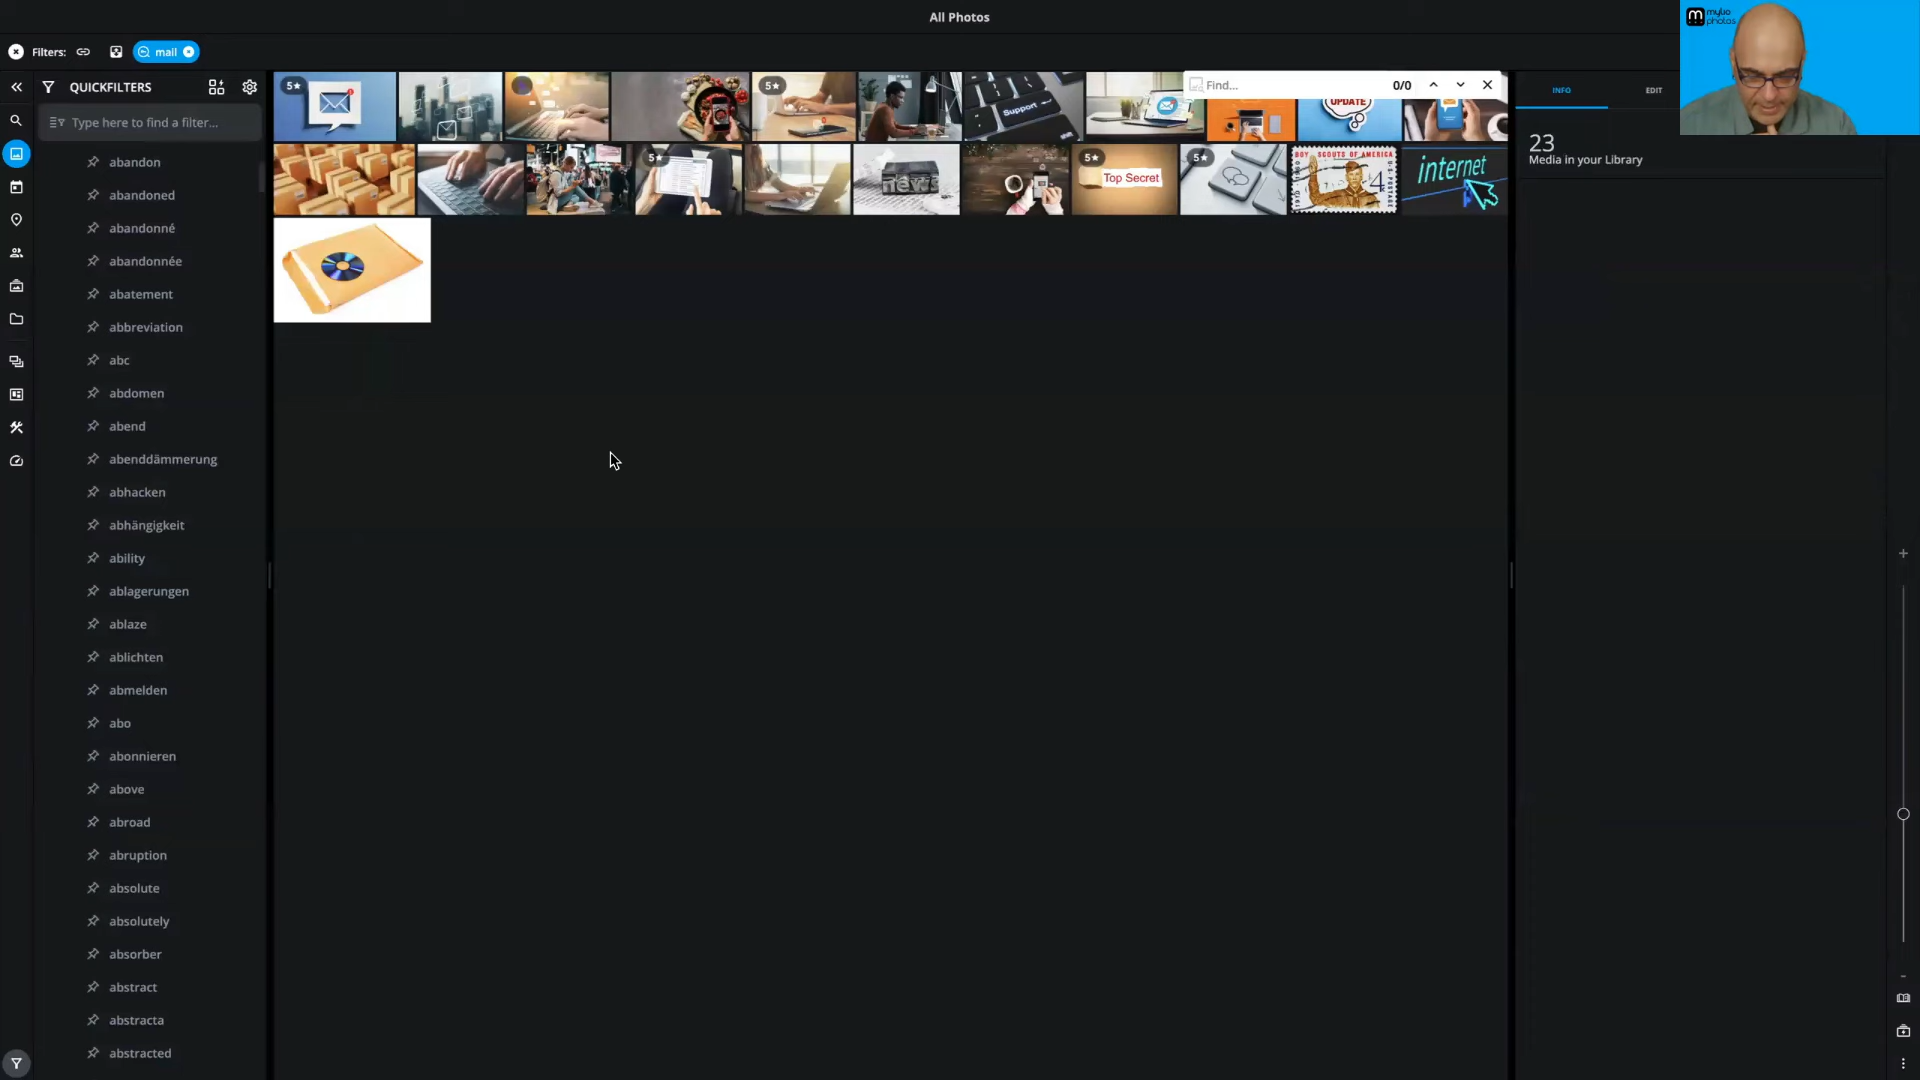 All Photos
mylio
photos
Filters:
mail
QUICKFILTERS
Type here to find a filter...
abandon
abandoned
abandonné
abandonnée
abatement
abbreviation
abc
abdomen
abend
abenddämmerung
abhacken
abhängigkeit
ability
ablagerungen
ablaze
ablichten
abmelden
abo
abonnieren
above
abroad
abruption
absolute
absolutely
absorber
abstract
abstracta
abstracted
5★
5★
Support
Find...
0/0
UPDATE
5★
news
5★
Top Secret
5★
BOY SCOUTS OF AMERICA
4
internet
INFO
EDIT
23
Media in your Library